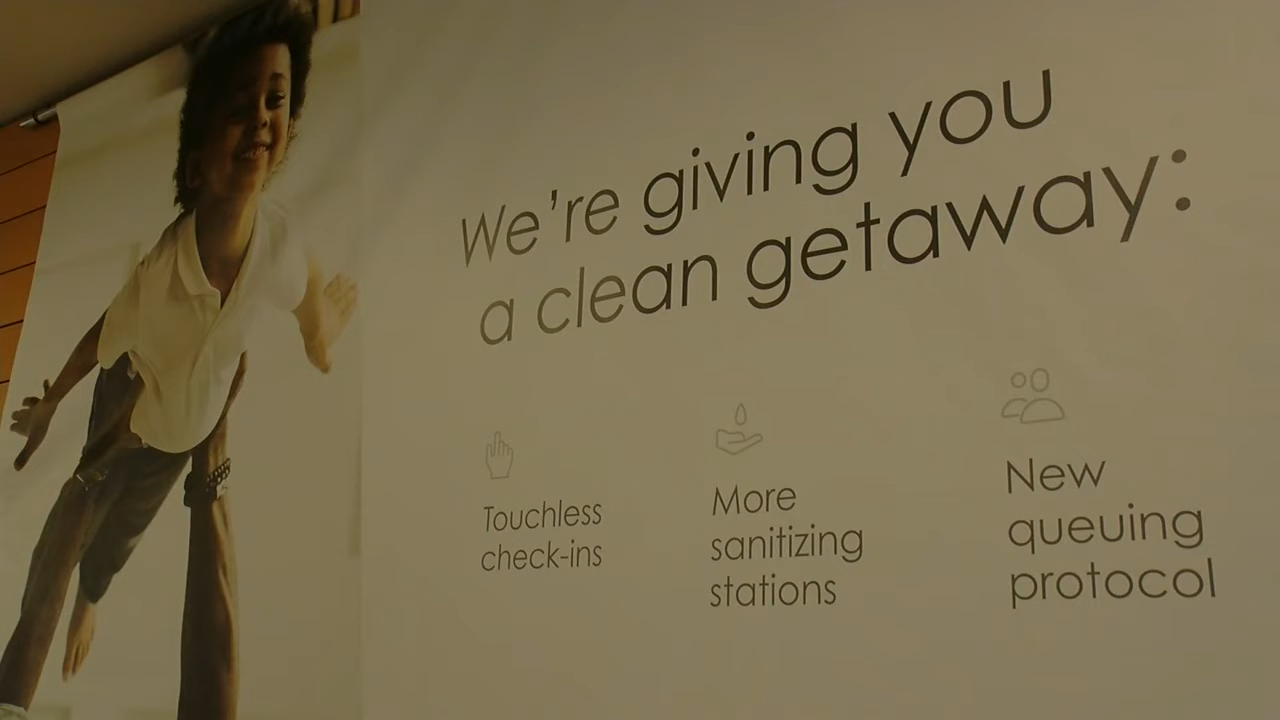 We're giving you
a clean getaway:
Touchless
check-ins
More
sanitizing
stations
New
queuing
protocol